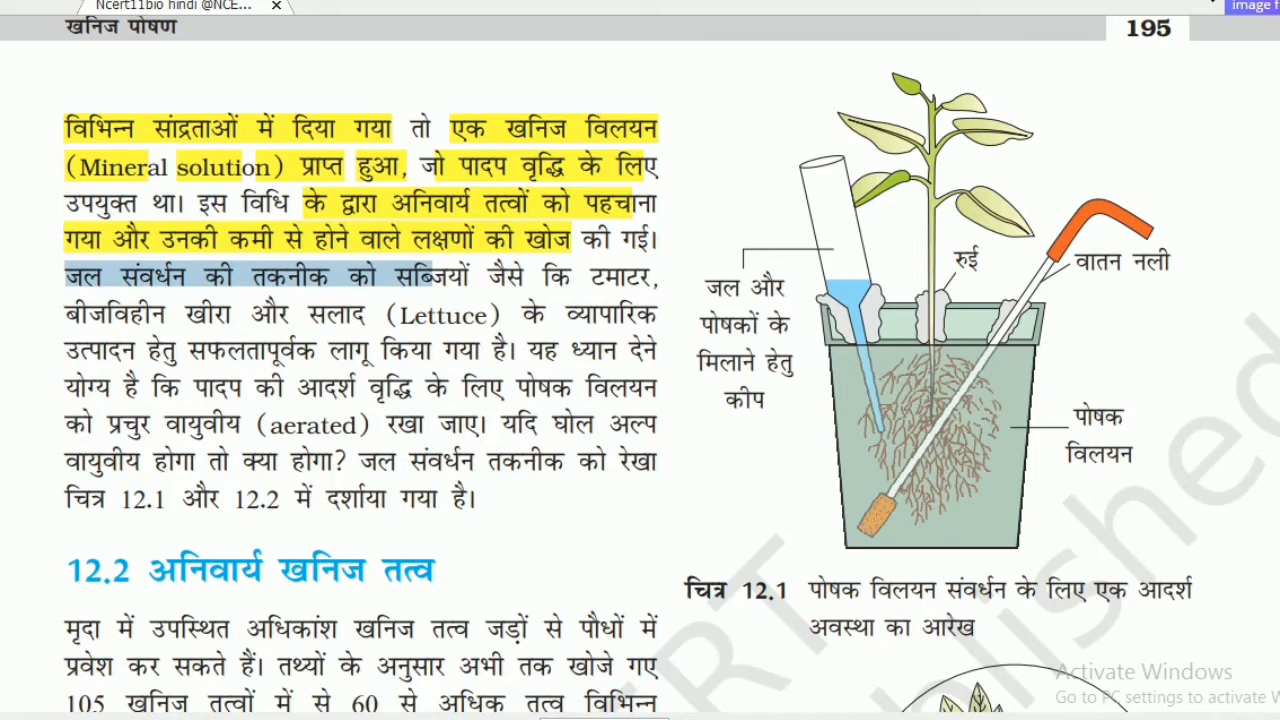 Ncert11bio hindi @NCE... ×
image f
खनिज पोषण
195
विभिन्न सांद्रताओं में दिया गया तो एक खनिज विलयन
(Mineral solution) प्राप्त हुआ, जो पादप वृद्धि के लिए
उपयुक्त था। इस विधि के द्वारा अनिवार्य तत्वों को पहचाना
गया और उनकी कमी से होने वाले लक्षणों की खोज की गई।
जल संवर्धन की तकनीक को सब्जियों जैसे कि टमाटर,
बीजविहीन खीरा और सलाद (Lettuce) के व्यापारिक
उत्पादन हेतु सफलतापूर्वक लागू किया गया है। यह ध्यान देने
योग्य है कि पादप की आदर्श वृद्धि के लिए पोषक विलयन
को प्रचुर वायुवीय (aerated) रखा जाए। यदि घोल अल्प
वायुवीय होगा तो क्या होगा? जल संवर्धन तकनीक को रेखा
चित्र 12.1 और 12.2 में दर्शाया गया है।
12.2 अनिवार्य खनिज तत्व
मृदा में उपस्थित अधिकांश खनिज तत्व जड़ों से पौधों में
प्रवेश कर सकते हैं। तथ्यों के अनुसार अभी तक खोजे गए
105 खनिज तत्वों में से 60 से अधिक तत्व विभिन्न
जल और
पोषकों के
मिलाने हेतु
कीप
रुई
वातन नली
पोषक
विलयन
चित्र 12.1 पोषक विलयन संवर्धन के लिए एक आदर्श
अवस्था का आरेख
Activate Windows
Go to PC settings to activate W